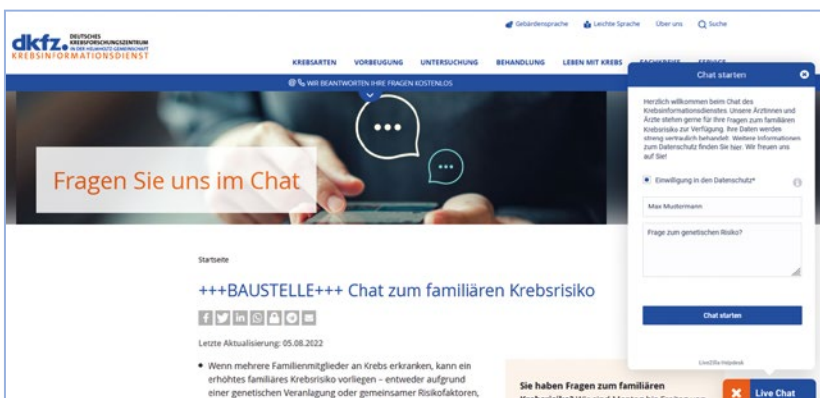 Gebärdensprache Leichte Sprache Über uns Suche
dkfz. DEUTSCHES
KREBSFORSCHUNGSZENTRUM
IN DER HELMHOLTZ-GEMEINSCHAFT
KREBSINFORMATIONSDIENST
KREBSARTEN VORBEUGUNG UNTERSUCHUNG BEHANDLUNG LEBEN MIT KREBS
@ WIR BEANTWORTEN IHRE FRAGEN KOSTENLOS
Fragen Sie uns im Chat
Startseite
+++BAUSTELLE+++ Chat zum familiären Krebsrisiko
Letzte Aktualisierung: 05.08.2022
• Wenn mehrere Familienmitglieder an Krebs erkranken, kann ein
erhöhtes familiäres Krebsrisiko vorliegen – entweder aufgrund
einer genetischen Veranlagung oder gemeinsamer Risikofaktoren,
Sie haben Fragen zum familiären
Chat starten
Herzlich willkommen beim Chat des
Krebsinformationsdienstes. Unsere Ärztinnen und
Ärzte stehen gerne für Ihre Fragen zum familiären
Krebsrisiko zur Verfügung. Ihre Daten werden
streng vertraulich behandelt. Weitere Informationen
zum Datenschutz finden Sie hier. Wir freuen uns
auf Sie!
Einwilligung in den Datenschutz*
Max Mustermann
Frage zum genetischen Risiko?
Chat starten
LiveZilla Helpdesk
Live Chat